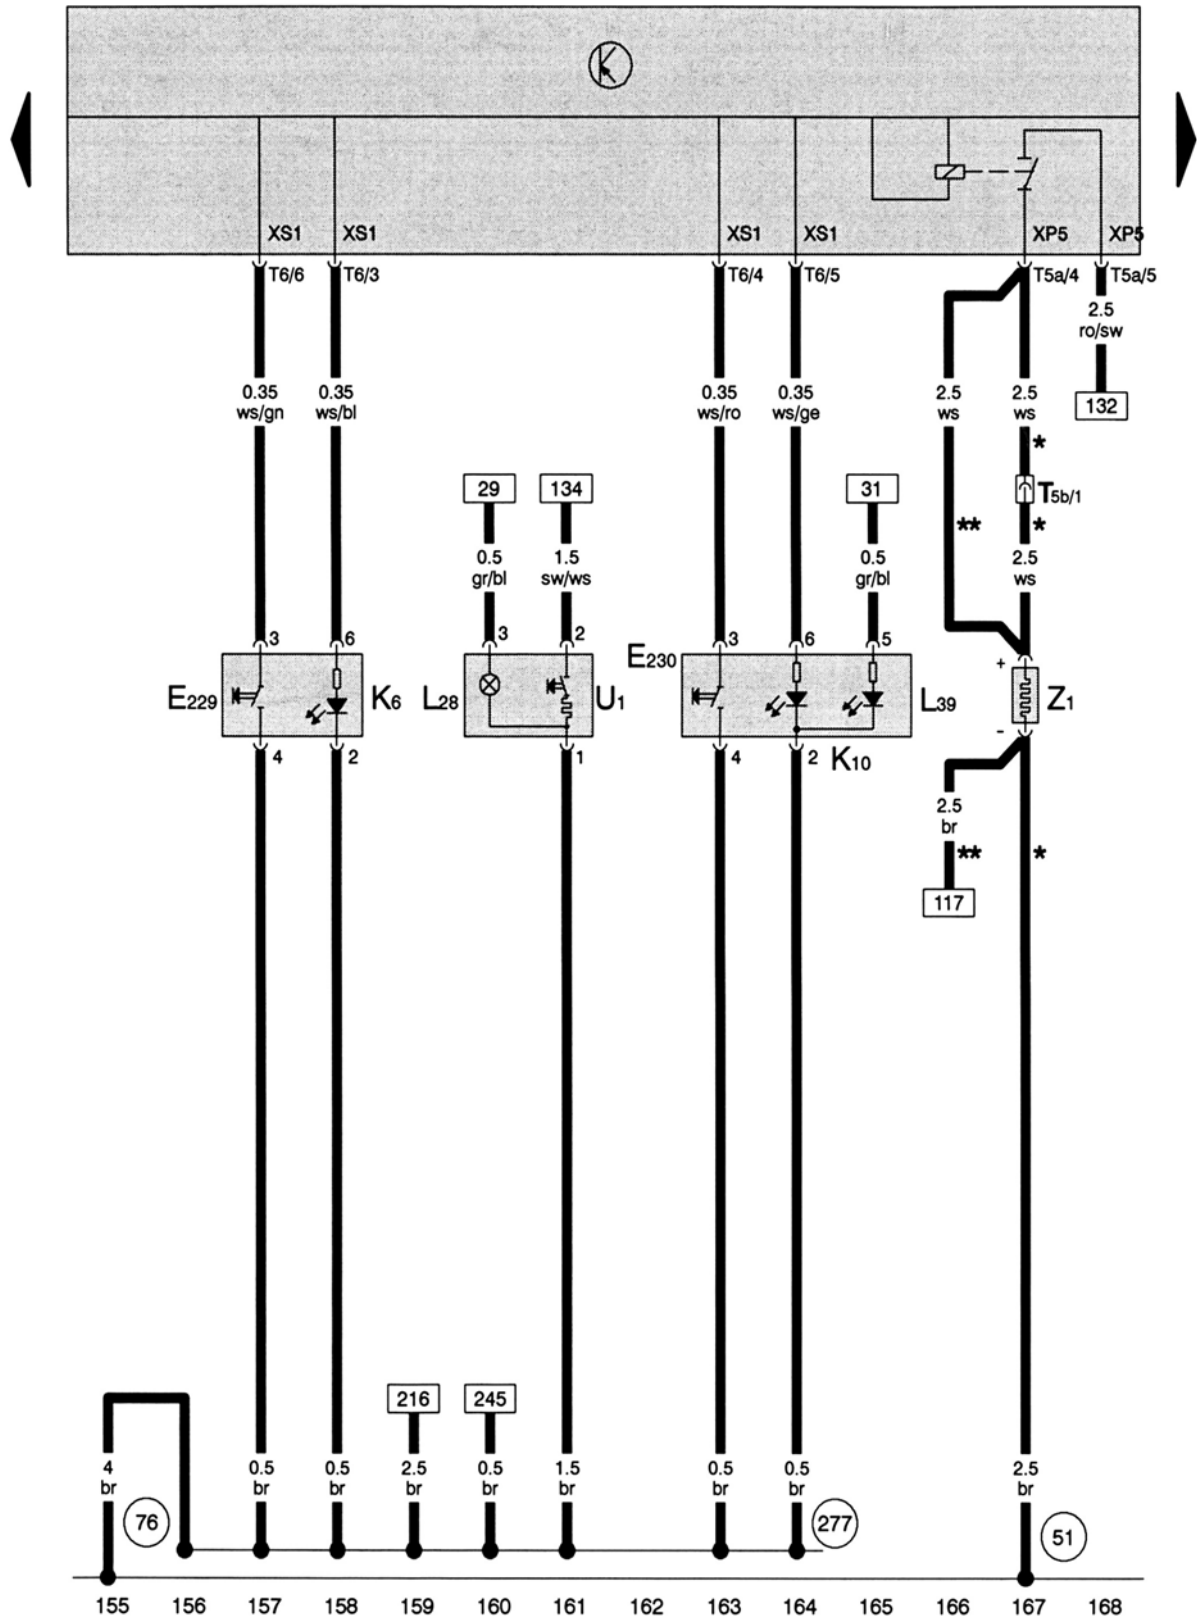 XS1 XS1 XS1 XS1 XP5 XP5
T6/6 T6/3 T6/4 T6/5 T5a/4 T5a/5
2.5
ro/sw
0.35 0.35 0.35 0.35 2.5 2.5
ws/gn ws/bl ws/ro ws/ge ws ws
132
*
29 134 31
T5b/1
** *
0.5 1.5 0.5 2.5
gr/bl sw/ws gr/bl ws
3 6 3 2 3 6 5
E230
+
E229 K6 L28 U1 L39 Z1
-
4 2 1 4 2 K10
2.5
br
** *
117
216 245
4 0.5 0.5 2.5 0.5 1.5 0.5 0.5 2.5
br br br br br br br br br
76 277 51
155 156 157 158 159 160 161 162 163 164 165 166 167 168